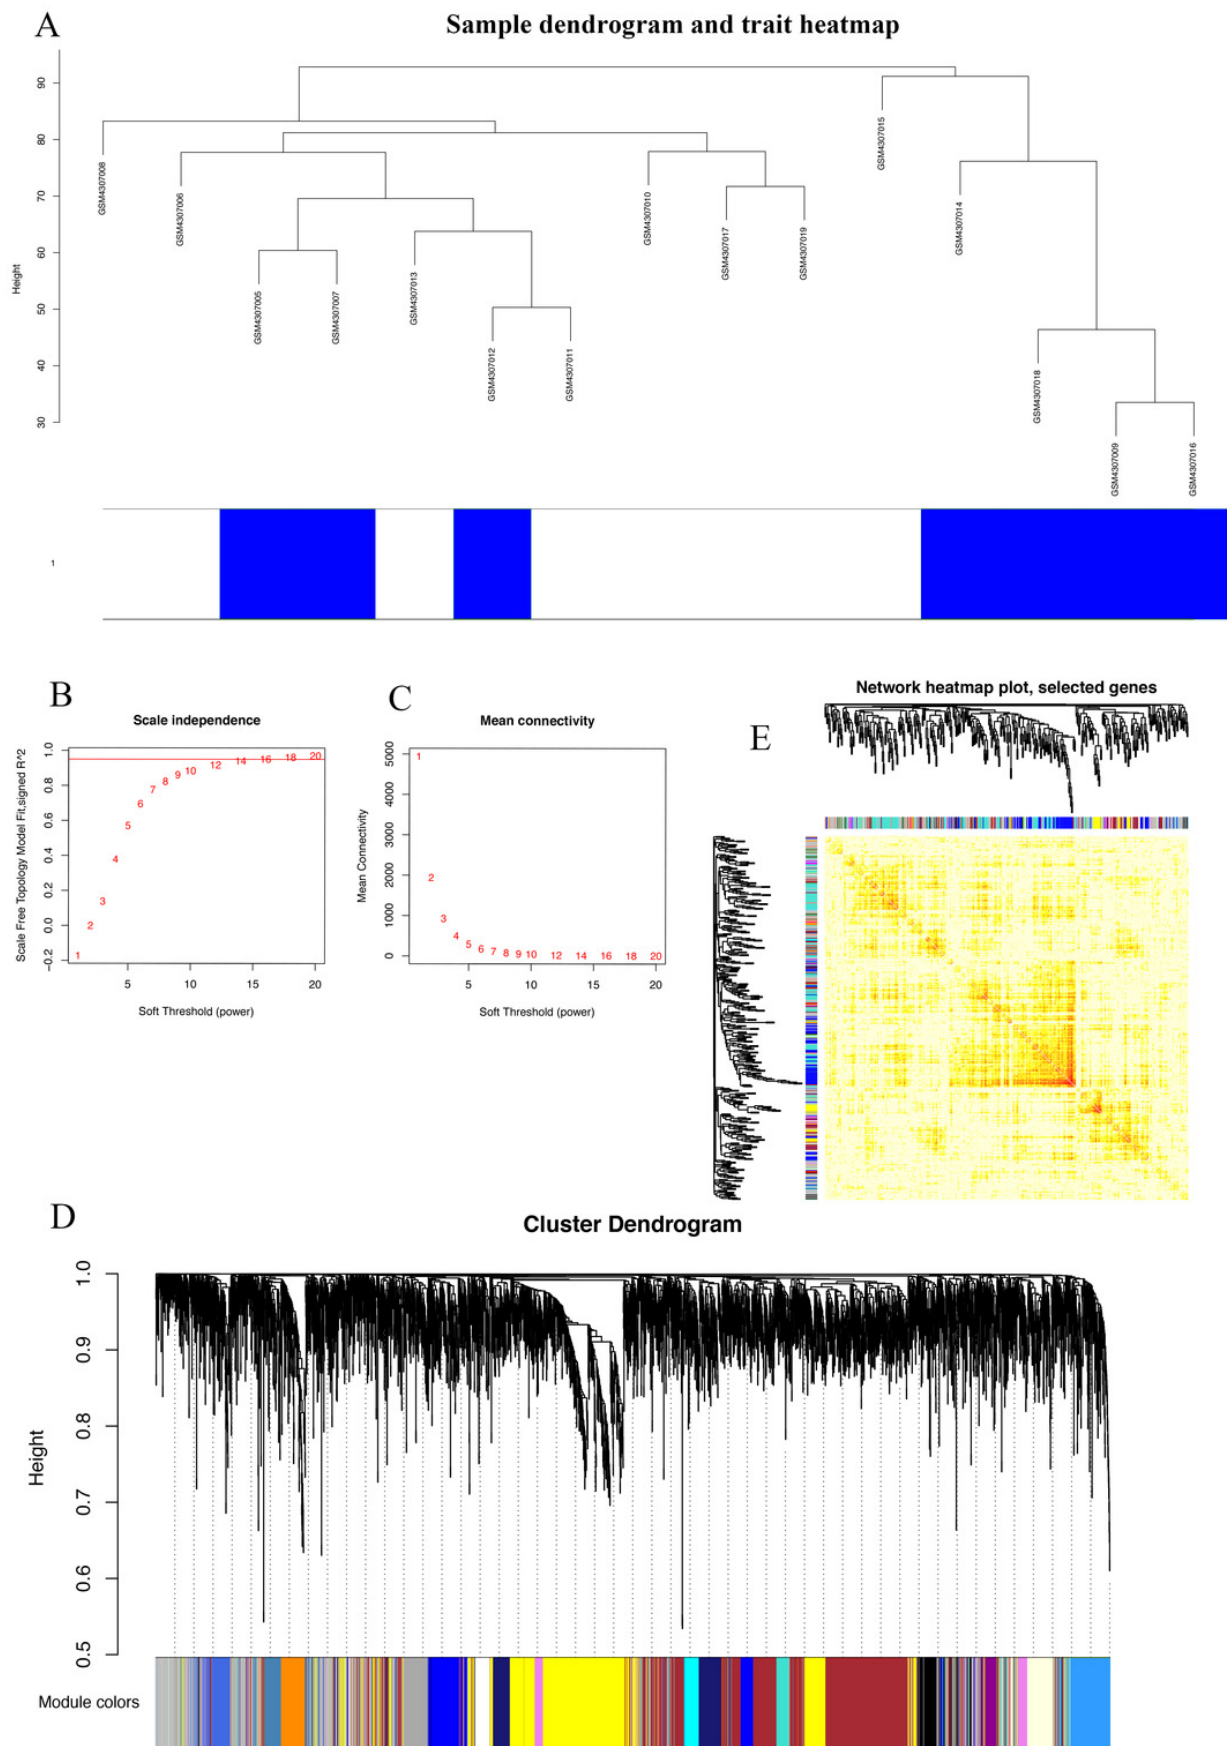 A
Sample dendrogram and trait heatmap
Height
90
80
70
60
50
40
30
GSM4307008
GSM4307006
GSM4307005
GSM4307007
GSM4307013
GSM4307012
GSM4307011
GSM4307010
GSM4307017
GSM4307019
GSM4307015
GSM4307014
GSM4307018
GSM4307009
GSM4307016
1
B
Scale independence
Scale Free Topology Model Fit,signed R^2
1.0
0.8
0.6
0.4
0.2
0.0
-0.2
1 2 3 4 5 6 7 8 9 10 12 14 16 18 20
5 10 15 20
Soft Threshold (power)
C
Mean connectivity
Mean Connectivity
5000
4000
3000
2000
1000
0
1 2 3 4 5 6 7 8 9 10 12 14 16 18 20
5 10 15 20
Soft Threshold (power)
E
Network heatmap plot, selected genes
D
Cluster Dendrogram
Height
1.0
0.9
0.8
0.7
0.6
0.5
Module colors